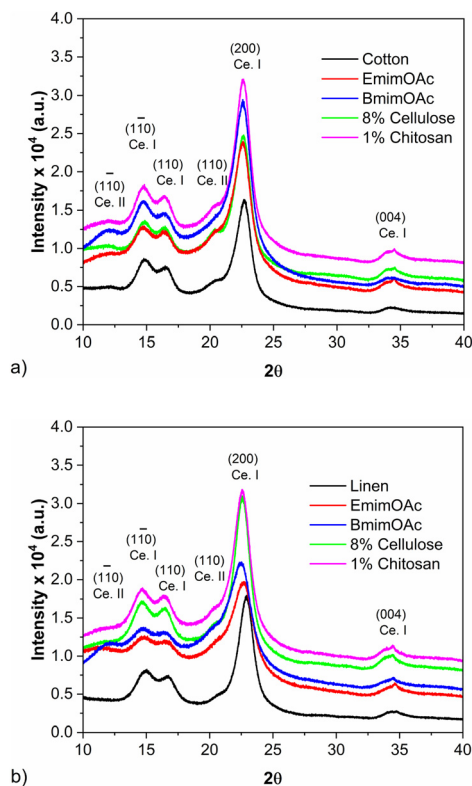 4.0
3.5
3.0
2.5
2.0
1.5
1.0
0.5
0.0
Intensity x 10⁴ (a.u.)
(1̄10)
Ce. II
(11̄0)
Ce. I
(110)
Ce. I
(110)
Ce. II
(200)
Ce. I
(004)
Ce. I
Cotton
EmimOAc
BmimOAc
8% Cellulose
1% Chitosan
10 15 20 25 30 35 40
2θ
a)
4.0
3.5
3.0
2.5
2.0
1.5
1.0
0.5
0.0
Intensity x 10⁴ (a.u.)
(1̄10)
Ce. II
(11̄0)
Ce. I
(110)
Ce. I
(110)
Ce. II
(200)
Ce. I
(004)
Ce. I
Linen
EmimOAc
BmimOAc
8% Cellulose
1% Chitosan
10 15 20 25 30 35 40
2θ
b)